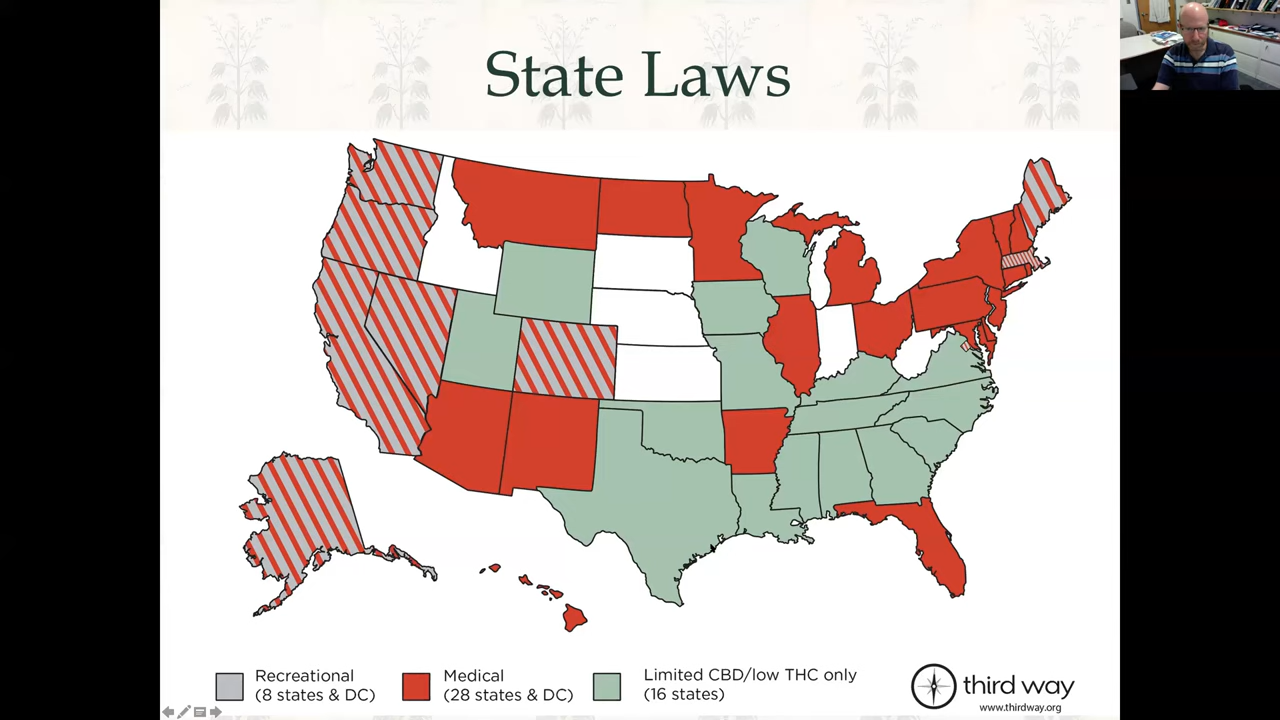 State Laws
Recreational
(8 states & DC)
Medical
(28 states & DC)
Limited CBD/low THC only
(16 states)
third way
www.thirdway.org